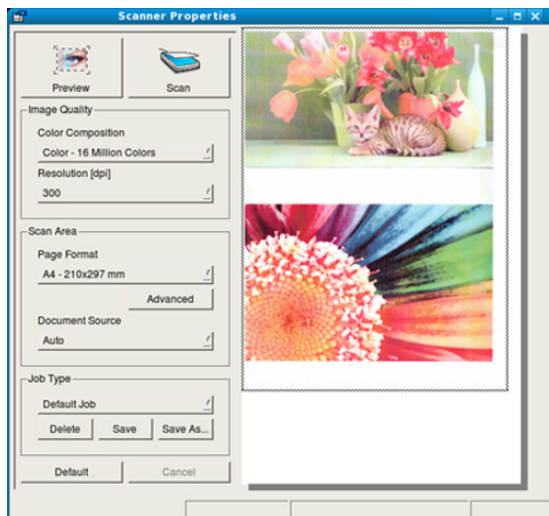 Scanner Properties
Preview
Scan
Image Quality
Color Composition
Color - 16 Million Colors
Resolution [dpi]
300
Scan Area
Page Format
A4 - 210x297 mm
Advanced
Document Source
Auto
Job Type
Default Job
Delete
Save
Save As...
Default
Cancel